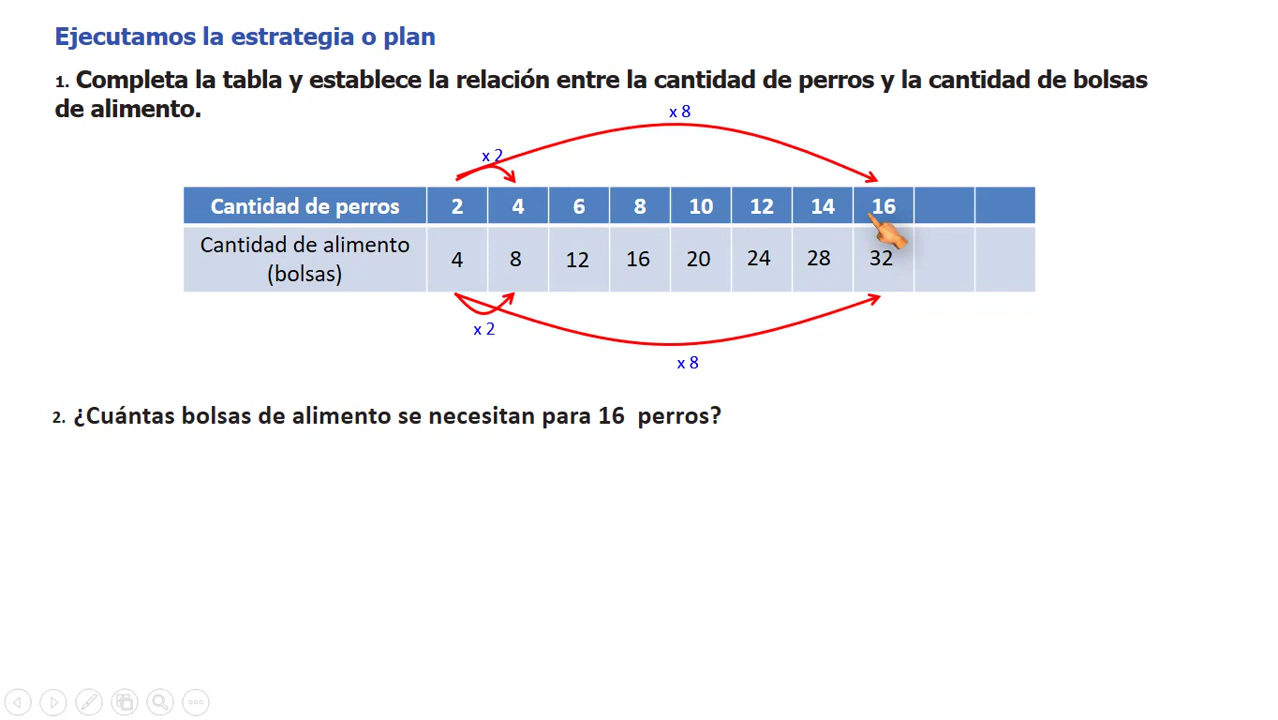 Ejecutamos la estrategia o plan
1. Completa la tabla y establece la relación entre la cantidad de perros y la cantidad de bolsas
de alimento.
x 8
x 2
Cantidad de perros 2 4 6 8 10 12 14 16
Cantidad de alimento
(bolsas) 4 8 12 16 20 24 28 32
x 2
x 8
2. ¿Cuántas bolsas de alimento se necesitan para 16 perros?